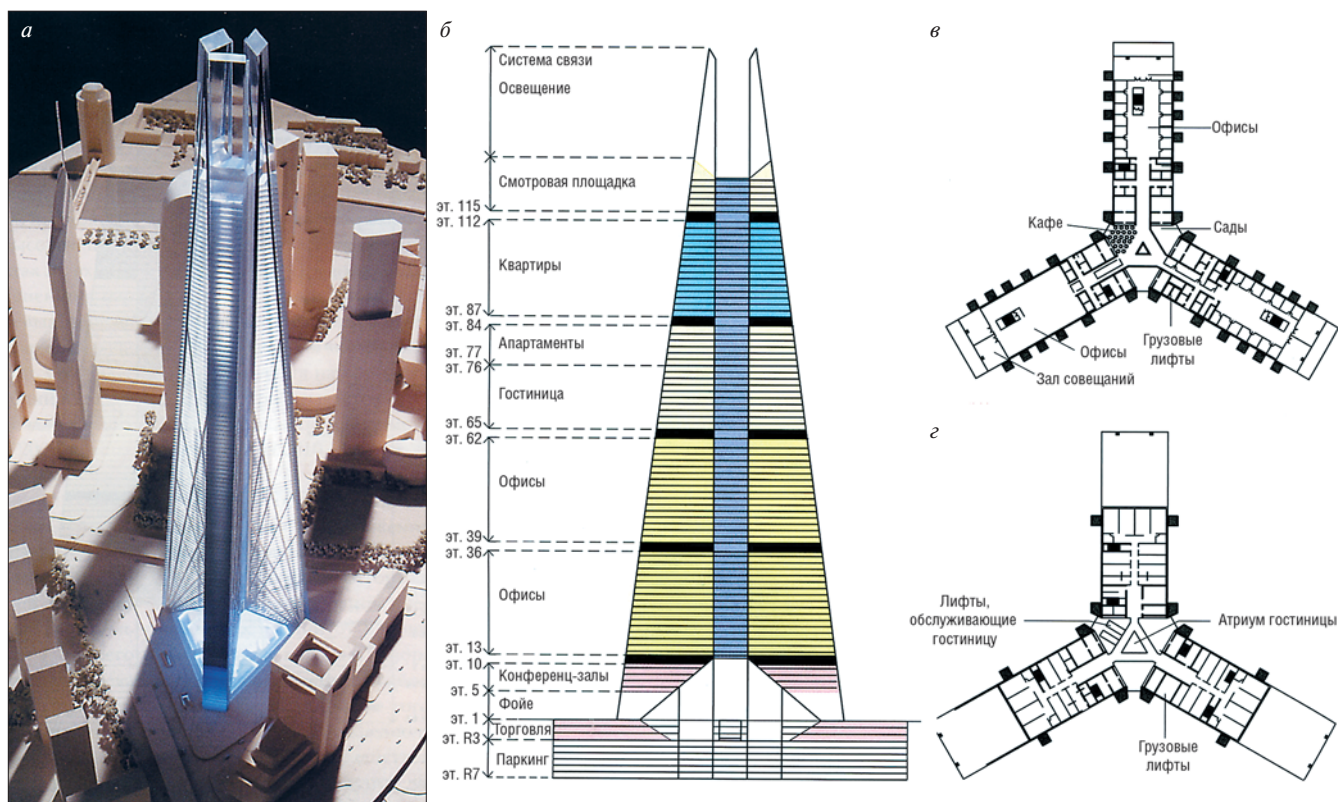 а
б
Система связи
Освещение
Смотровая площадка
эт. 115
эт. 112
Квартиры
эт. 87
эт. 84
Апартаменты
эт. 77
эт. 76
Гостиница
эт. 65
эт. 62
Офисы
эт. 39
эт. 36
Офисы
эт. 13
эт. 10
Конференц-залы
эт. 5
Фойе
эт. 1
Торговля
эт. R3
Паркинг
эт. R7
в
Офисы
Кафе
Сады
Грузовые
лифты
Офисы
Зал совещаний
г
Лифты,
обслуживающие
гостиницу
Атриум гостиницы
Грузовые
лифты